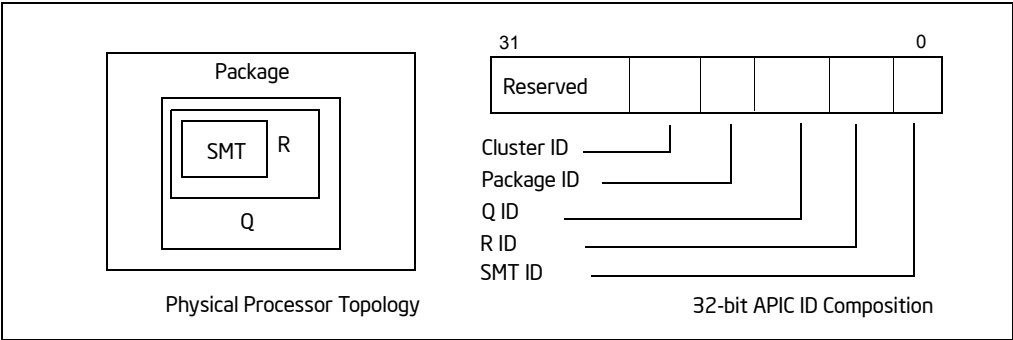 Package
SMT
R
Q
Physical Processor Topology
31
0
Reserved
Cluster ID
Package ID
Q ID
R ID
SMT ID
32-bit APIC ID Composition